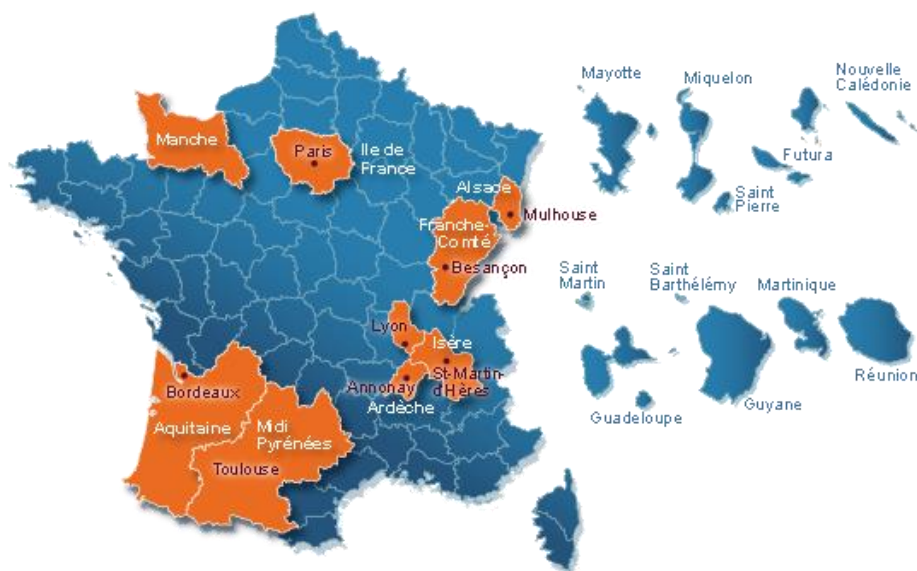 Manche
Paris
Ile de
France
Alsace
Mulhouse
Franche-
Comté
Besançon
Lyon
Isère
St-Martin-
d'Hères
Annonay
Ardèche
Bordeaux
Aquitaine
Midi
Pyrénées
Toulouse
Mayotte
Miquelon
Nouvelle
Calédonie
Futura
Saint
Pierre
Saint
Martin
Saint
Barthélémy
Martinique
Guadeloupe
Guyane
Réunion